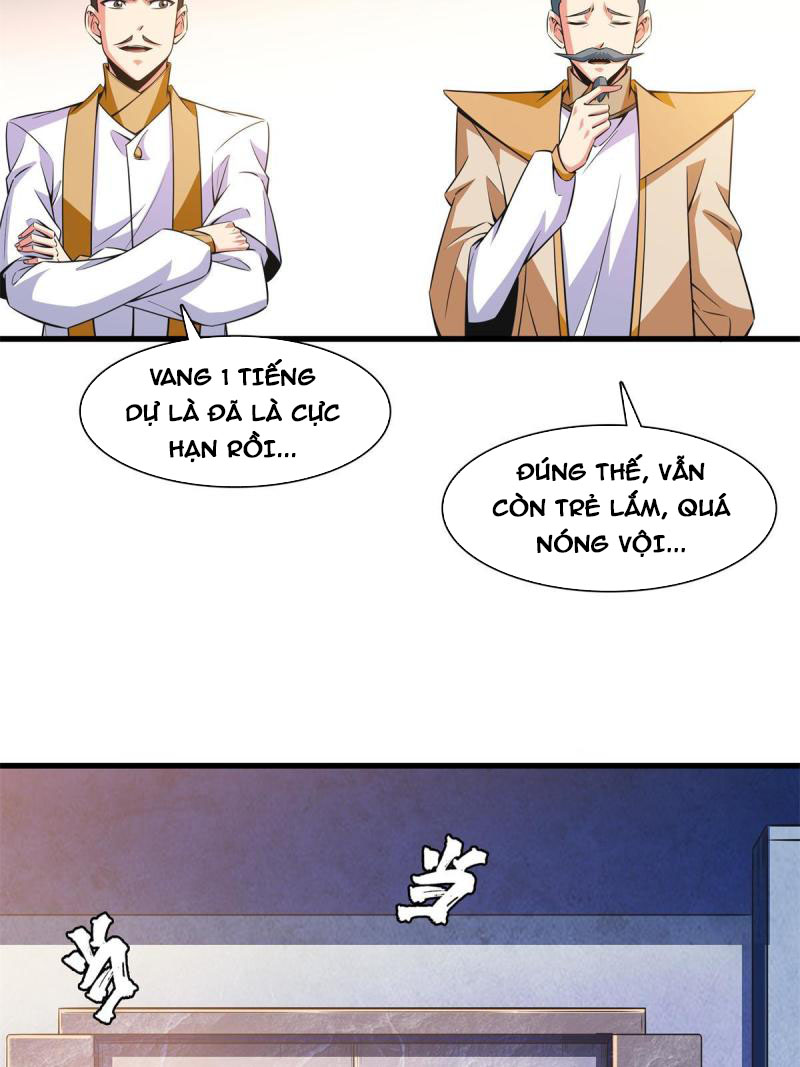 VANG 1 TIẾNG
DỰ LÀ ĐÃ LÀ CỰC
HẠN RỒI...
ĐÚNG THẾ, VẪN
CÒN TRẺ LẮM, QUÁ
NÓNG VỘI...
当
当